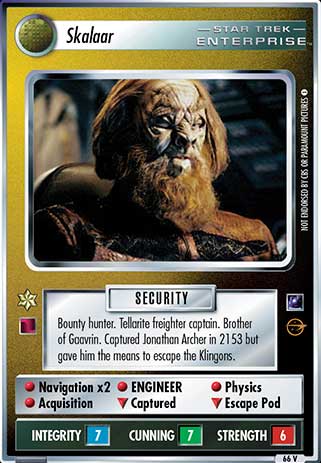 Skalaar
STAR TREK
ENTERPRISE™
NOT ENDORSED BY CBS OR PARAMOUNT PICTURES
SECURITY
Bounty hunter. Tellarite freighter captain. Brother
of Gaavrin. Captured Jonathan Archer in 2153 but
gave him the means to escape the Klingons.
Navigation x2 ENGINEER Physics
Acquisition Captured Escape Pod
INTEGRITY 7 CUNNING 7 STRENGTH 6
66 V